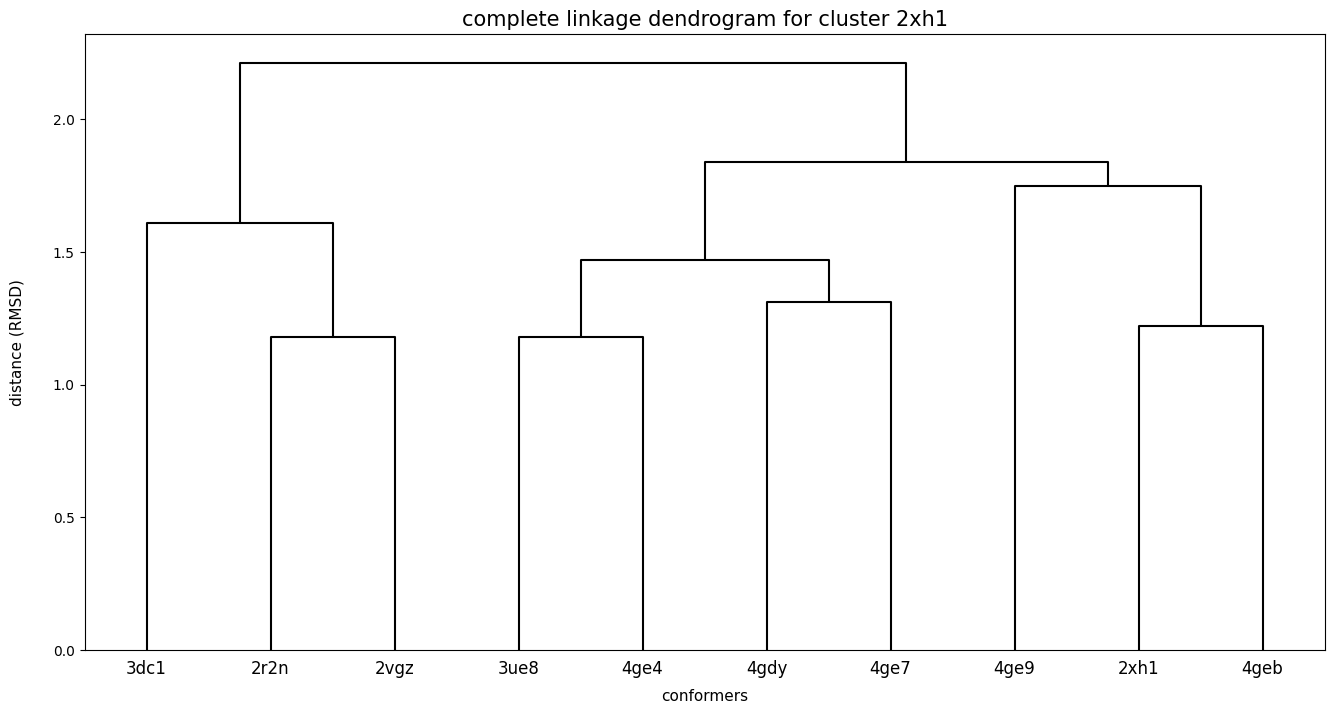 complete linkage dendrogram for cluster 2xh1
2.0
1.5
1.0
0.5
0.0
distance (RMSD)
3dc1 2r2n 2vgz 3ue8 4ge4 4gdy 4ge7 4ge9 2xh1 4geb
conformers